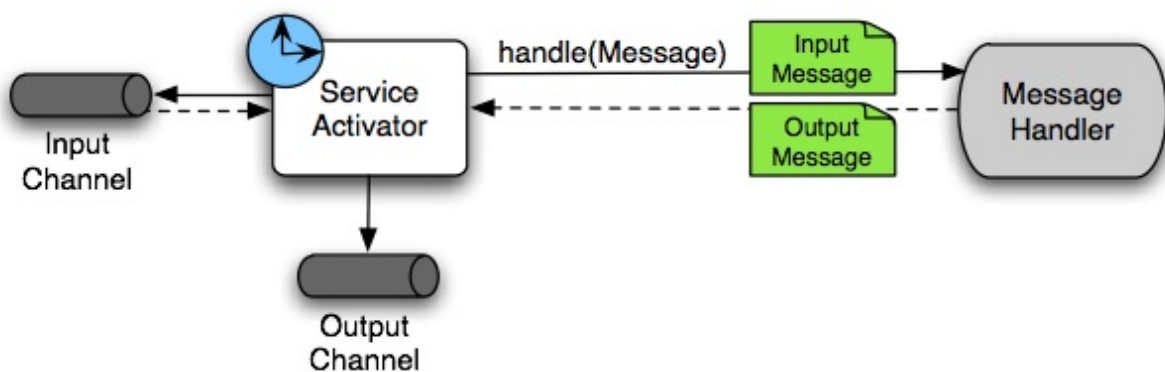 handle(Message)
Input
Message
Service
Activator
Message
Handler
Output
Message
Input
Channel
Output
Channel